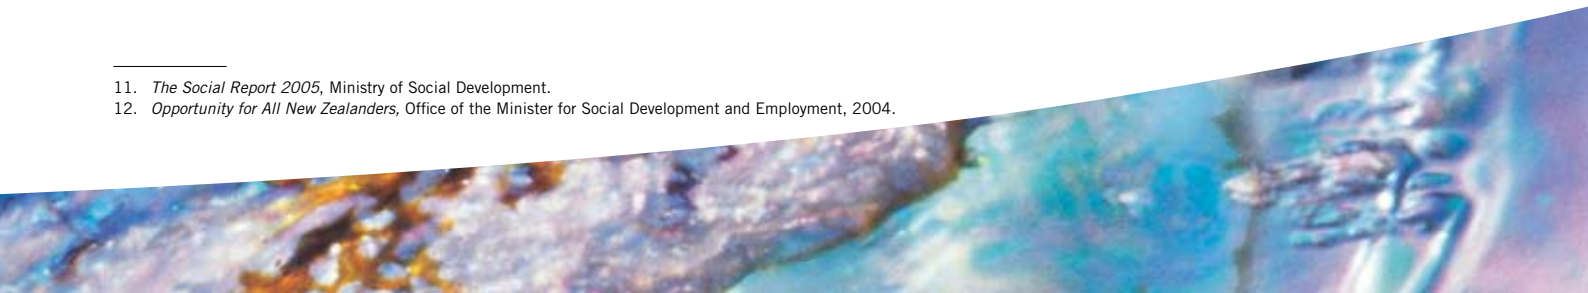 11. The Social Report 2005, Ministry of Social Development.
12. Opportunity for All New Zealanders, Office of the Minister for Social Development and Employment, 2004.